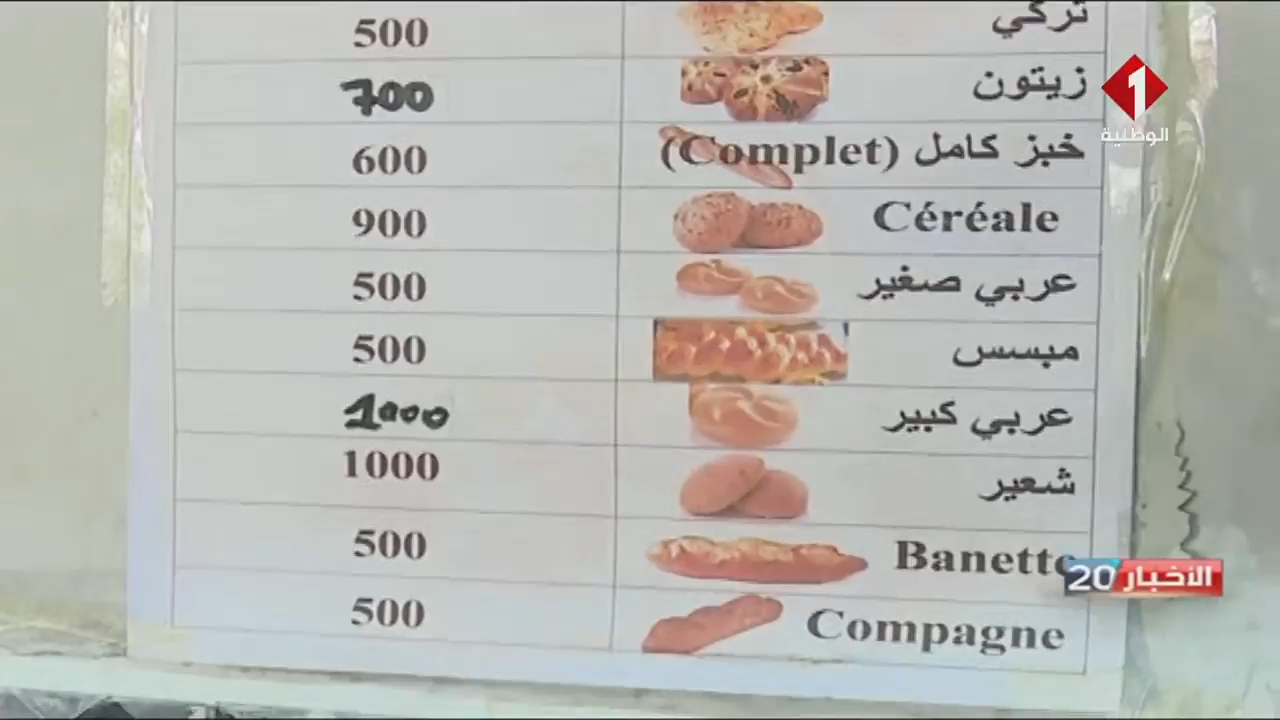 تركي 500
زيتون 700
خبز كامل (Complet) 600
Céréale 900
عربي صغير 500
مبسس 500
عربي كبير 1000
شعير 1000
Banette 500
Compagne 500
1
الوطنية
الأخبار 20